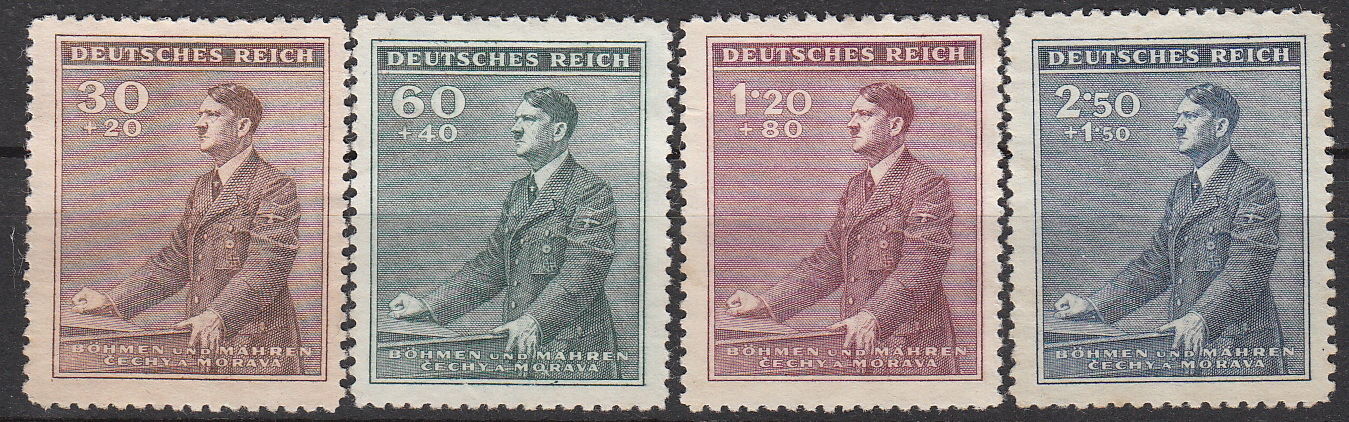 DEUTSCHES REICH
30
+20
BÖHMEN UND MÄHREN
ČECHY A MORAVA
DEUTSCHES REICH
60
+40
BÖHMEN UND MÄHREN
ČECHY A MORAVA
DEUTSCHES REICH
1·20
+80
BÖHMEN UND MÄHREN
ČECHY A MORAVA
DEUTSCHES REICH
2·50
+1·50
BÖHMEN UND MÄHREN
ČECHY A MORAVA